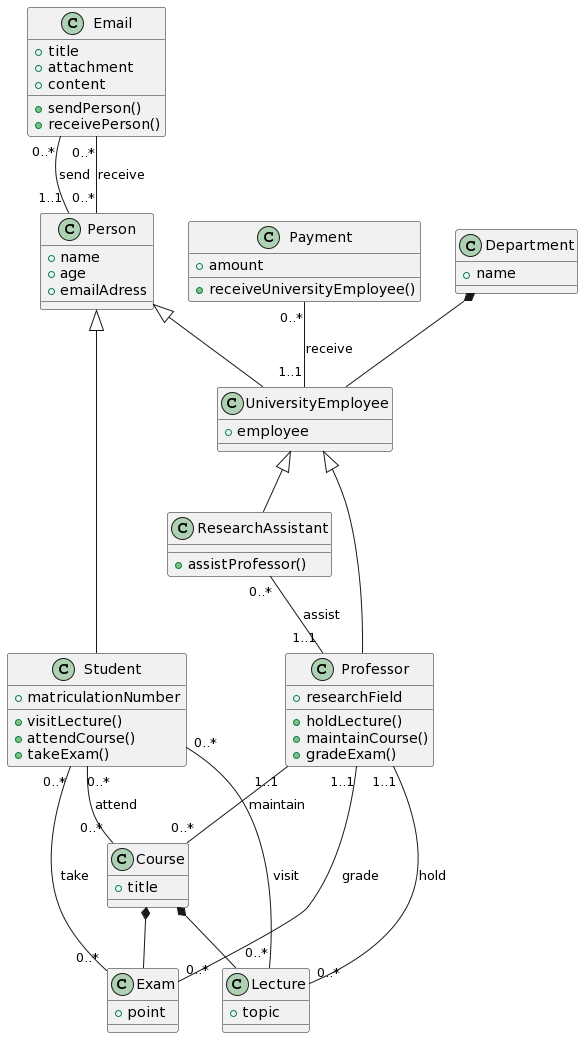 C Email
title
attachment
content
sendPerson()
receivePerson()
0..* 0..*
send receive
1..1 0..*
C Person
name
age
emailAdress
C Payment
amount
receiveUniversityEmployee()
C Department
name
0..*
receive
1..1
C UniversityEmployee
employee
C ResearchAssistant
assistProfessor()
0..*
assist
1..1
C Student
matriculationNumber
visitLecture()
attendCourse()
takeExam()
C Professor
researchField
holdLecture()
maintainCourse()
gradeExam()
0..*
0..* 0..* 1..1 1..1 1..1
attend maintain
0..* 0..*
C Course
title
take visit grade hold
0..* 0..* 0..* 0..*
C Exam
point
C Lecture
topic